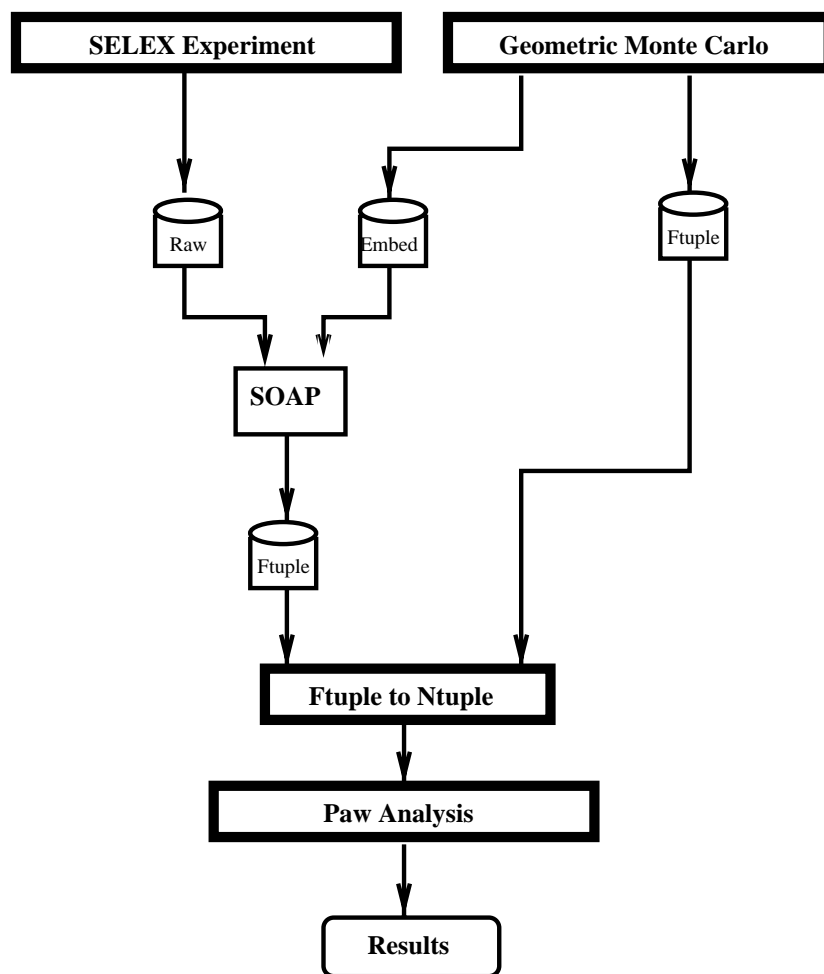 SELEX Experiment
Geometric Monte Carlo
Raw
Embed
Ftuple
SOAP
Ftuple
Ftuple to Ntuple
Paw Analysis
Results